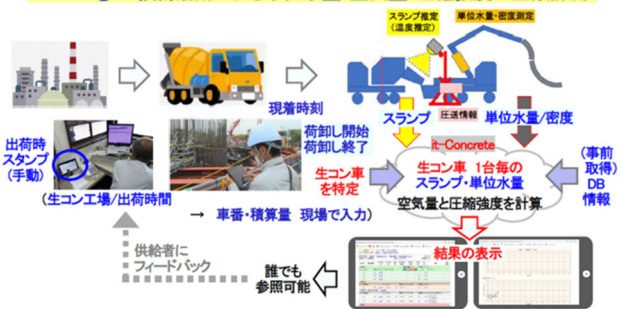 スランプ推定
(温度推定)
単位水量・密度測定
現着時刻
スランプ
圧送情報
単位水量/密度
出荷時
スタンプ
(手動)
荷卸し開始
荷卸し終了
生コン車
を特定
it-Concrete
生コン車 1台毎の
スランプ・単位水量
空気量と圧縮強度を計算
(事前
取得)
DB
情報
(生コン工場/出荷時間
→ 車番・積算量 現場で入力)
結果の表示
供給者に
フィードバック
誰でも
参照可能